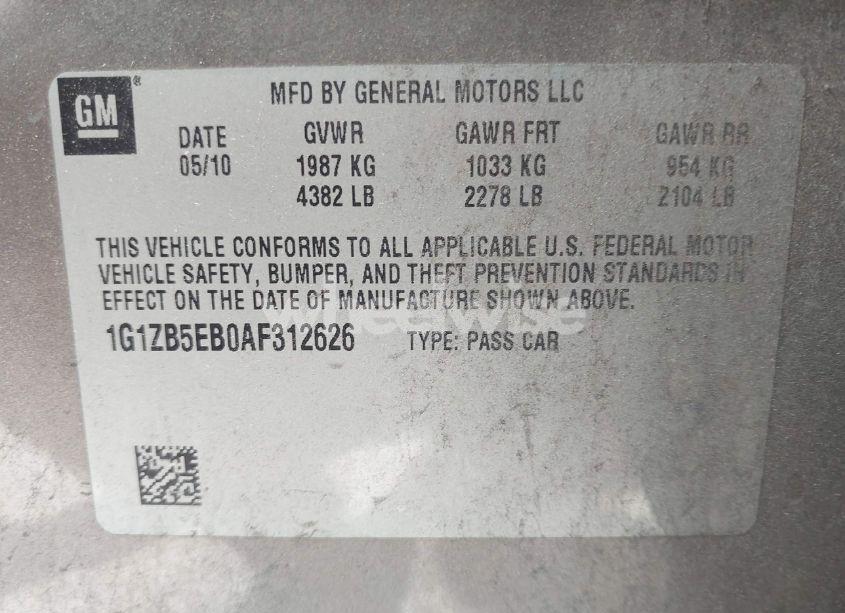 GM
MFD BY GENERAL MOTORS LLC
DATE GVWR GAWR FRT GAWR RR
05/10 1987 KG 1033 KG 954 KG
4382 LB 2278 LB 2104 LB
THIS VEHICLE CONFORMS TO ALL APPLICABLE U.S. FEDERAL MOTOR
VEHICLE SAFETY, BUMPER, AND THEFT PREVENTION STANDARDS IN
EFFECT ON THE DATE OF MANUFACTURE SHOWN ABOVE.
wheelwise
1G1ZB5EB0AF312626 TYPE: PASS CAR